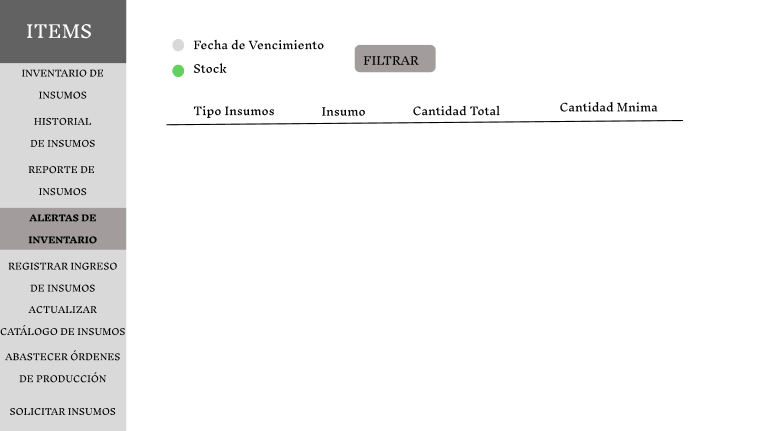 ITEMS
INVENTARIO DE
INSUMOS
HISTORIAL
DE INSUMOS
REPORTE DE
INSUMOS
ALERTAS DE
INVENTARIO
REGISTRAR INGRESO
DE INSUMOS
ACTUALIZAR
CATÁLOGO DE INSUMOS
ABASTECER ÓRDENES
DE PRODUCCIÓN
SOLICITAR INSUMOS
Fecha de Vencimiento
Stock
FILTRAR
Tipo Insumos Insumo Cantidad Total Cantidad Mnima